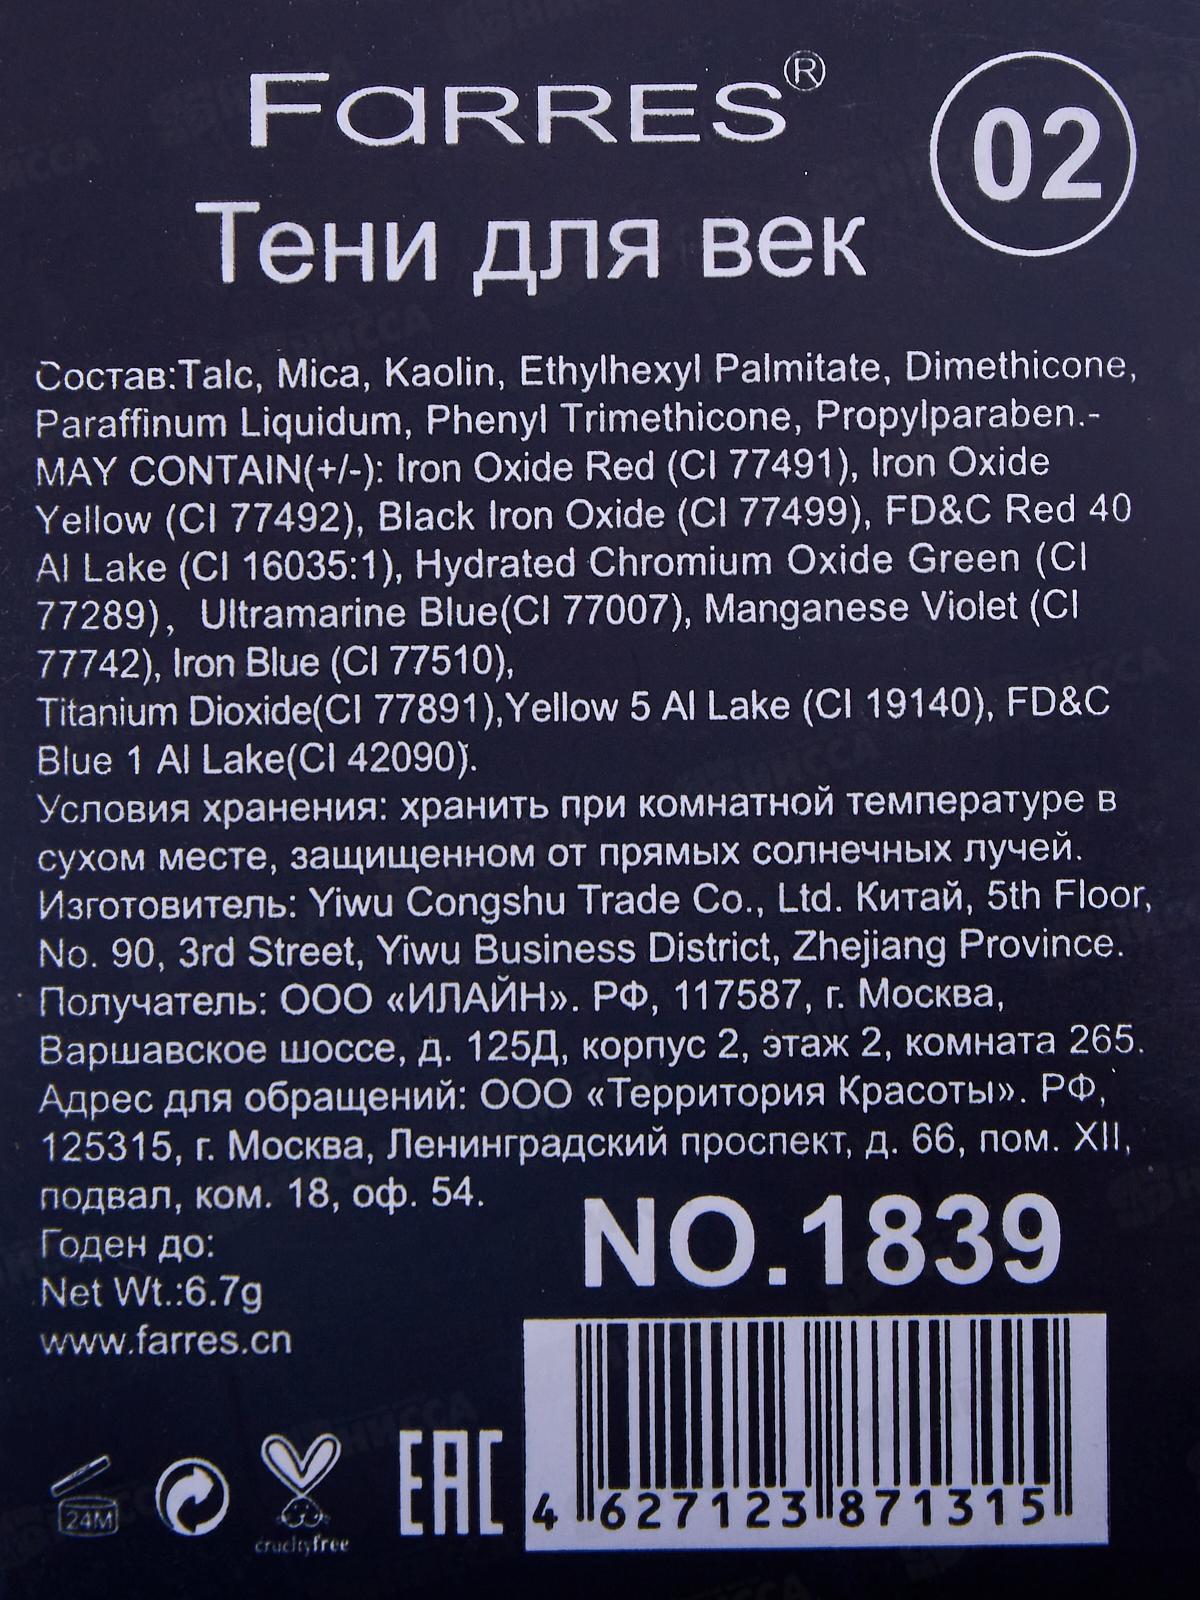 FARRES®
02
Тени для век
Состав:Talc, Mica, Kaolin, Ethylhexyl Palmitate, Dimethicone,
Paraffinum Liquidum, Phenyl Trimethicone, Propylparaben.-
MAY CONTAIN(+/-): Iron Oxide Red (CI 77491), Iron Oxide
Yellow (CI 77492), Black Iron Oxide (CI 77499), FD&C Red 40
Al Lake (CI 16035:1), Hydrated Chromium Oxide Green (CI
77289), Ultramarine Blue(CI 77007), Manganese Violet (CI
77742), Iron Blue (CI 77510),
Titanium Dioxide(CI 77891),Yellow 5 Al Lake (CI 19140), FD&C
Blue 1 Al Lake(CI 42090).
Условия хранения: хранить при комнатной температуре в
сухом месте, защищенном от прямых солнечных лучей.
Изготовитель: Yiwu Congshu Trade Co., Ltd. Китай, 5th Floor,
No. 90, 3rd Street, Yiwu Business District, Zhejiang Province.
Получатель: ООО «ИЛАЙН». РФ, 117587, г. Москва,
Варшавское шоссе, д. 125Д, корпус 2, этаж 2, комната 265.
Адрес для обращений: ООО «Территория Красоты». РФ,
125315, г. Москва, Ленинградский проспект, д. 66, пом. XII,
подвал, ком. 18, оф. 54.
Годен до:
Net Wt.:6.7g
www.farres.cn
NO.1839
24M
cruelty free
EAC
4 627123 871315